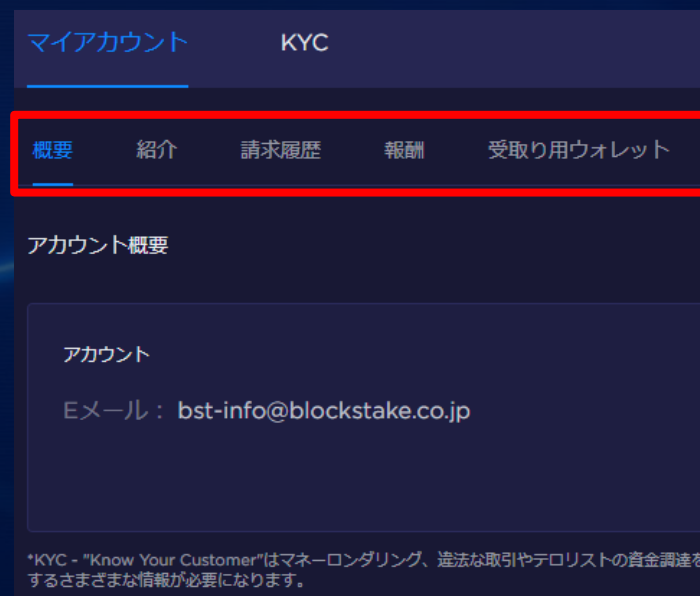 マイアカウント KYC
概要 紹介 請求履歴 報酬 受取り用ウォレット
アカウント概要
アカウント
Eメール： bst-info@blockstake.co.jp
*KYC - "Know Your Customer"はマネーロンダリング、違法な取引やテロリストの資金調達を
するさまざまな情報が必要になります。